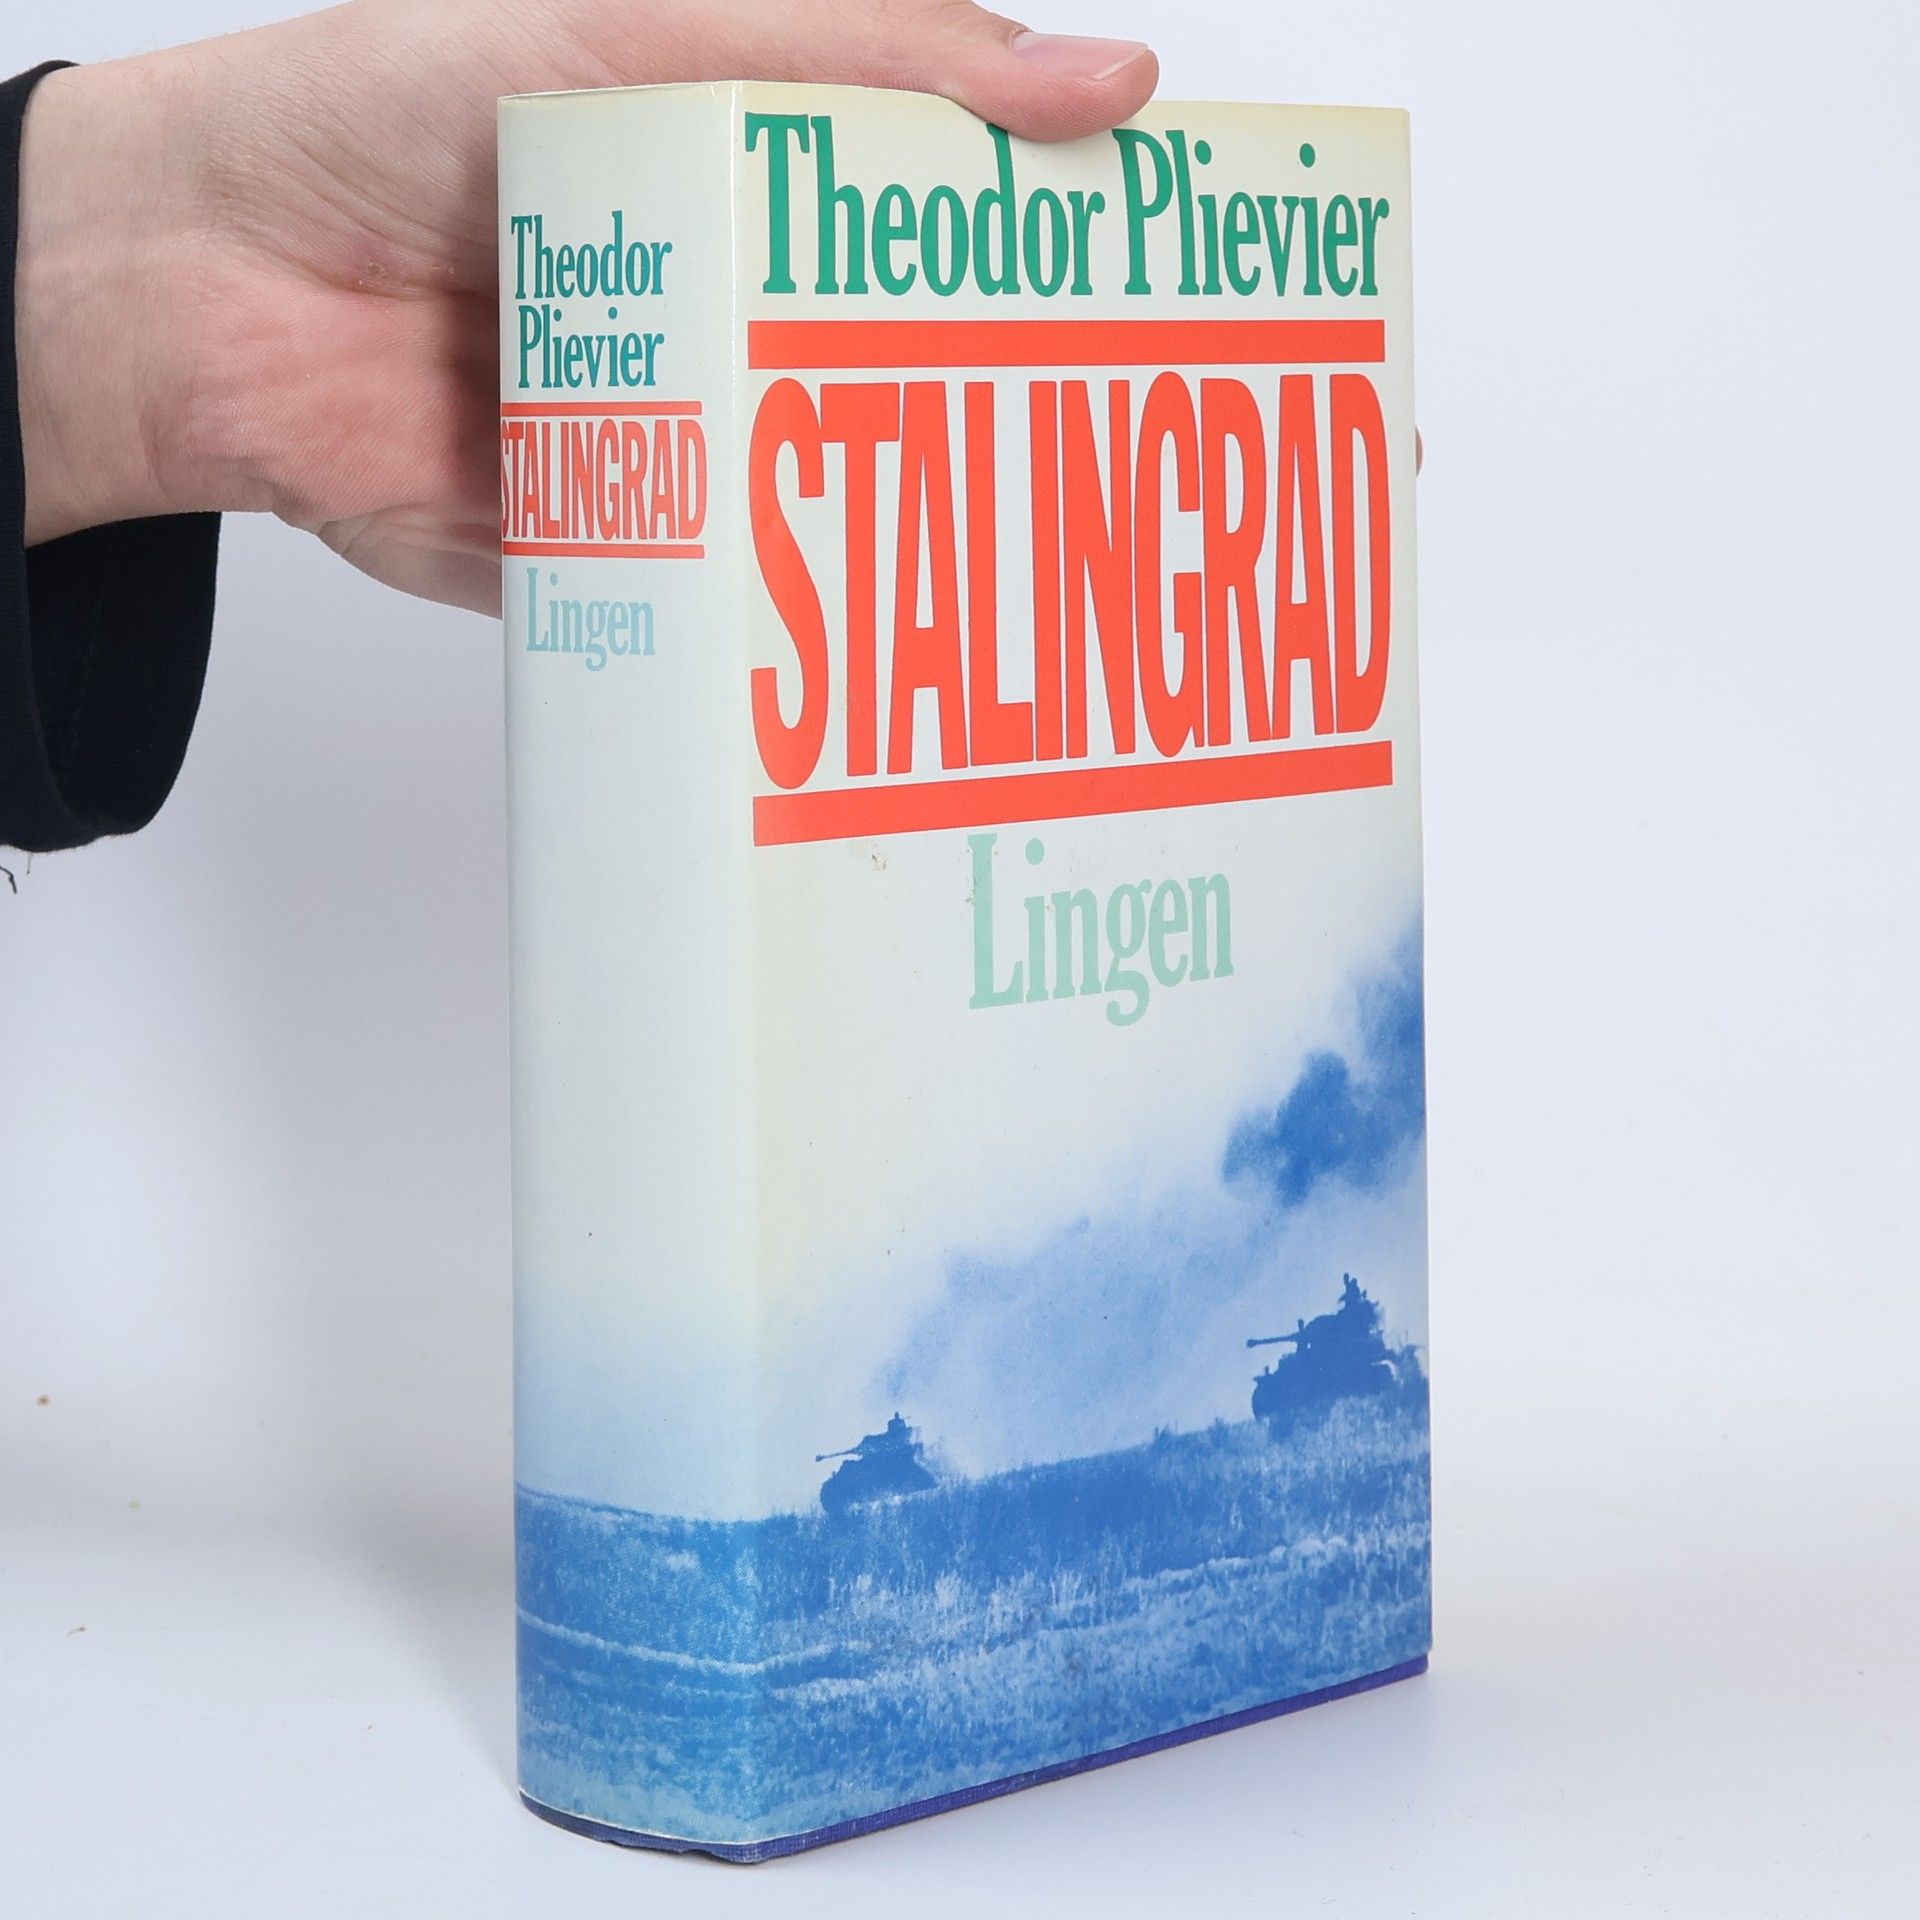 Theodor
Plievier
STALINGRAD
Lingen
Theodor Plievier
STALINGRAD
Lingen